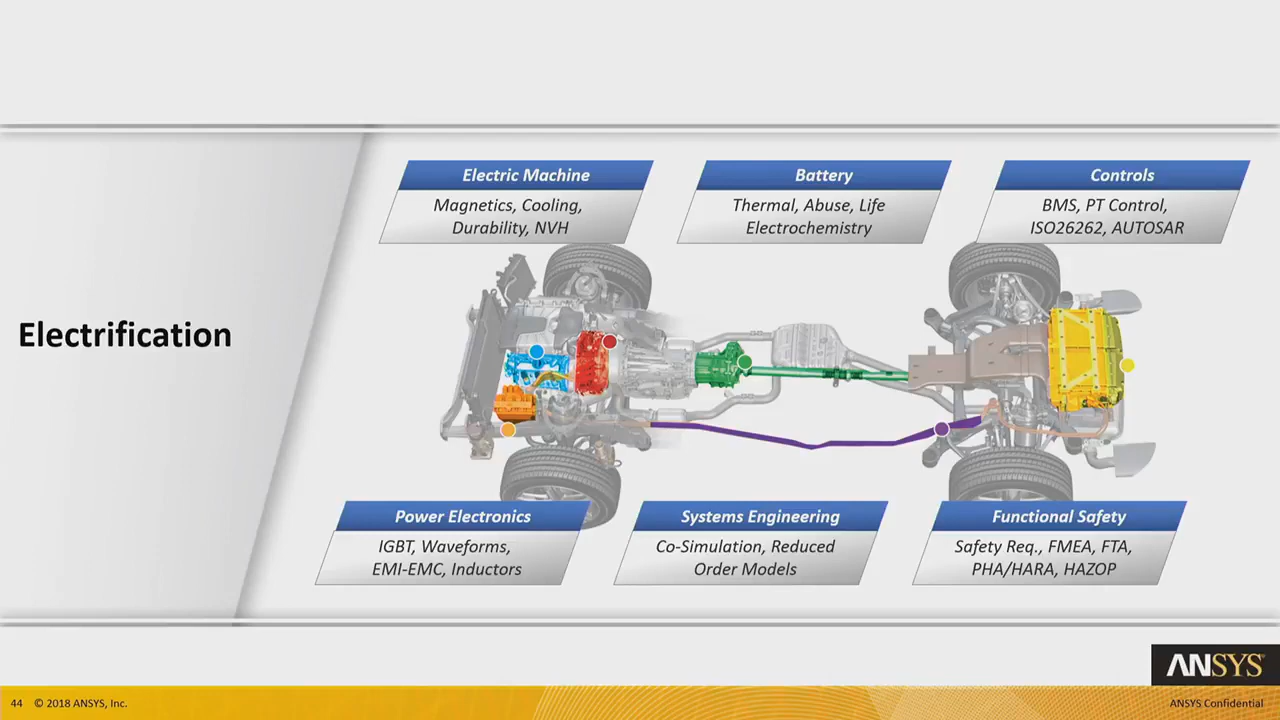 Electric Machine
Magnetics, Cooling,
Durability, NVH
Battery
Thermal, Abuse, Life
Electrochemistry
Controls
BMS, PT Control,
ISO26262, AUTOSAR
Electrification
Power Electronics
IGBT, Waveforms,
EMI-EMC, Inductors
Systems Engineering
Co-Simulation, Reduced
Order Models
Functional Safety
Safety Req., FMEA, FTA,
PHA/HARA, HAZOP
ANSYS®
44 © 2018 ANSYS, Inc.
ANSYS Confidential